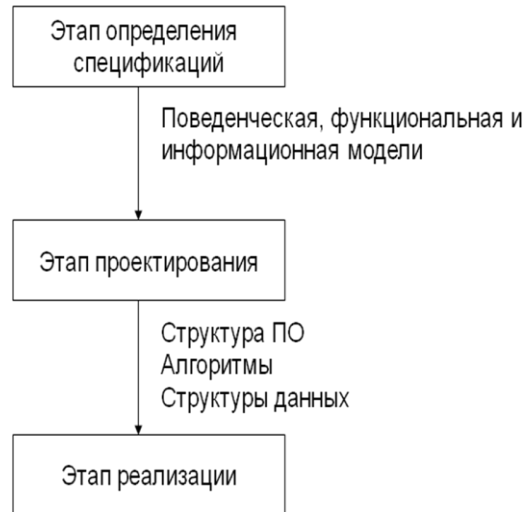 Этап определения
спецификаций
Поведенческая, функциональная и
информационная модели
Этап проектирования
Структура ПО
Алгоритмы
Структуры данных
Этап реализации